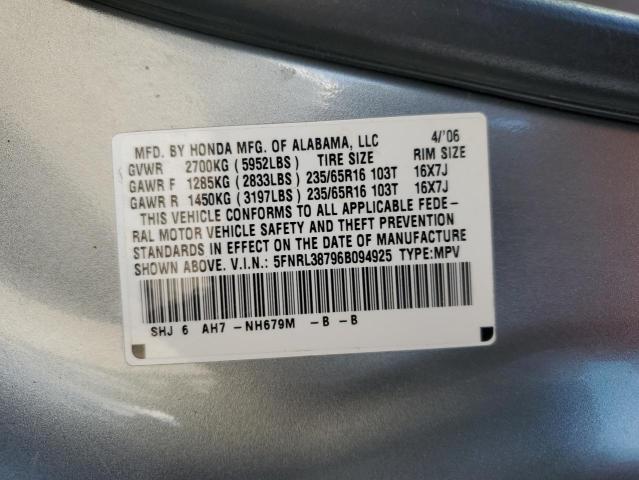 MFD. BY HONDA MFG. OF ALABAMA, LLC 4/'06
GVWR 2700KG (5952LBS) TIRE SIZE RIM SIZE
GAWR F 1285KG (2833LBS) 235/65R16 103T 16X7J
GAWR R 1450KG (3197LBS) 235/65R16 103T 16X7J
THIS VEHICLE CONFORMS TO ALL APPLICABLE FEDE-
RAL MOTOR VEHICLE SAFETY AND THEFT PREVENTION
STANDARDS IN EFFECT ON THE DATE OF MANUFACTURE
SHOWN ABOVE. V.I.N.: 5FNRL38796B094925 TYPE:MPV
SHJ 6 AH7 -NH679M -B -B